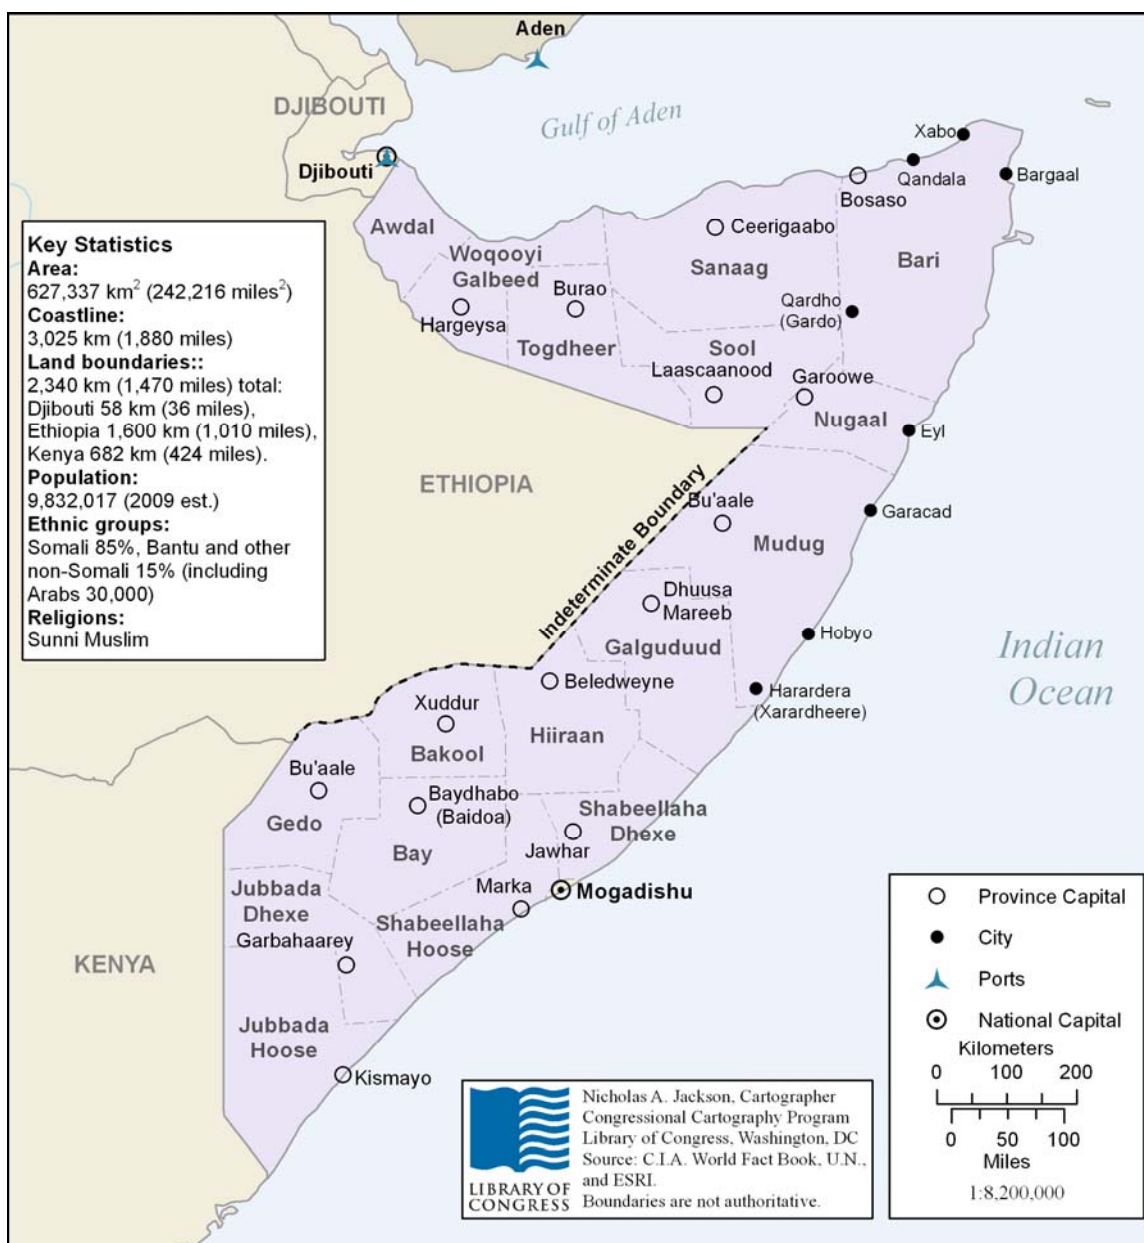 Aden
DJIBOUTI
Gulf of Aden
Djibouti
Xabo
Qandala
Bargaal
Bosaso
Awdal
Ceerigaabo
Woqooyi
Galbeed
Sanaag
Bari
Burao
Hargeysa
Qardho
(Gardo)
Togdheer
Sool
Laascaanood
Garoowe
Nugaal
Eyl
Key Statistics
Area:
627,337 km² (242,216 miles²)
Coastline:
3,025 km (1,880 miles)
Land boundaries::
2,340 km (1,470 miles) total:
Djibouti 58 km (36 miles),
Ethiopia 1,600 km (1,010 miles),
Kenya 682 km (424 miles).
Population:
9,832,017 (2009 est.)
Ethnic groups:
Somali 85%, Bantu and other
non-Somali 15% (including
Arabs 30,000)
Religions:
Sunni Muslim
ETHIOPIA
Indeterminate Boundary
Bu'aale
Garacad
Mudug
Dhuusa
Mareeb
Hobyo
Galguduud
Indian
Ocean
Beledweyne
Harardera
(Xarardheere)
Xuddur
Hiiraan
Bakool
Bu'aale
Baydhabo
(Baidoa)
Gedo
Shabeellaha
Dhexe
Bay
Jawhar
Jubbada
Dhexe
Marka
Mogadishu
Shabeellaha
Hoose
Garbahaarey
KENYA
Jubbada
Hoose
Kismayo
Province Capital
City
Ports
National Capital
Kilometers
0 100 200
0 50 100
Miles
1:8,200,000
LIBRARY OF
CONGRESS
Nicholas A. Jackson, Cartographer
Congressional Cartography Program
Library of Congress, Washington, DC
Source: C.I.A. World Fact Book, U.N.,
and ESRI.
Boundaries are not authoritative.